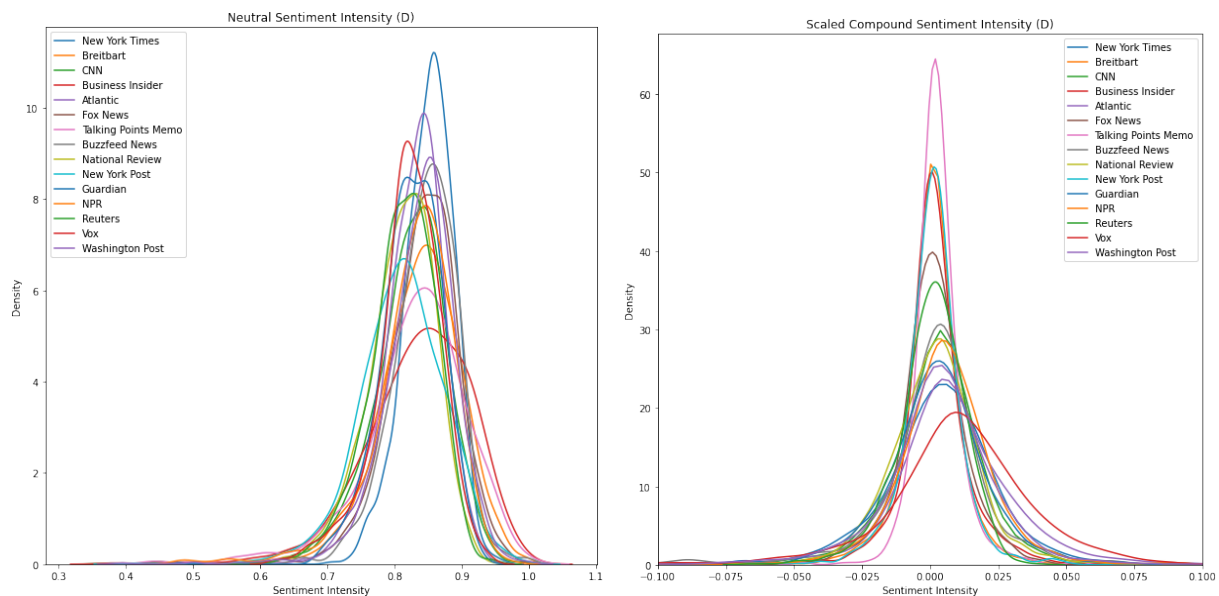 Neutral Sentiment Intensity (D)
New York Times
Breitbart
CNN
Business Insider
Atlantic
Fox News
Talking Points Memo
Buzzfeed News
National Review
New York Post
Guardian
NPR
Reuters
Vox
Washington Post
Density
10
8
6
4
2
0
0.3 0.4 0.5 0.6 0.7 0.8 0.9 1.0 1.1
Sentiment Intensity
Scaled Compound Sentiment Intensity (D)
New York Times
Breitbart
CNN
Business Insider
Atlantic
Fox News
Talking Points Memo
Buzzfeed News
National Review
New York Post
Guardian
NPR
Reuters
Vox
Washington Post
Density
60
50
40
30
20
10
0
−0.100 −0.075 −0.050 −0.025 0.000 0.025 0.050 0.075 0.100
Sentiment Intensity